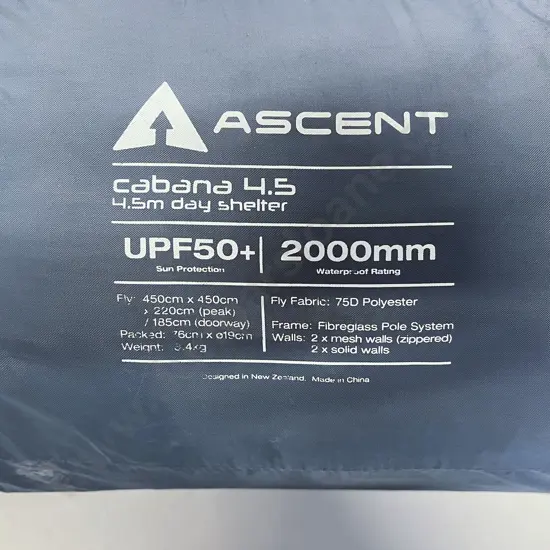 ASCENT
cabana 4.5
4.5m day shelter
UPF50+
Sun Protection
2000mm
Waterproof Rating
Fly: 450cm x 450cm
x 220cm (peak)
/ 185cm (doorway)
Packed: 76cm x ø19cm
Weight:
Fly Fabric: 75D Polyester
Frame: Fibreglass Pole System
Walls: 2 x mesh walls (zippered)
2 x solid walls
Designed in New Zealand, Made in China